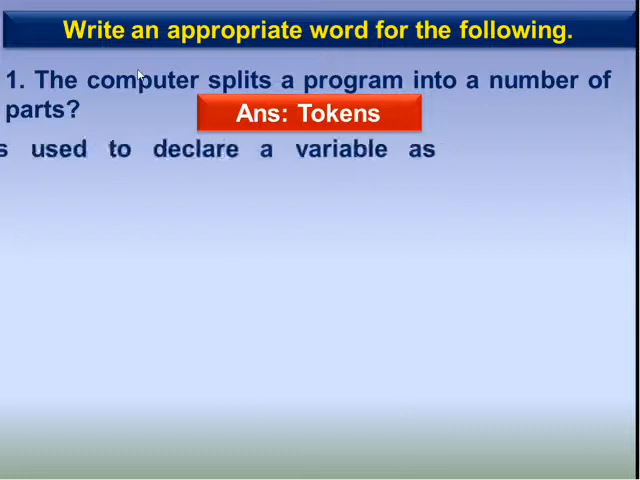 Write an appropriate word for the following.
1. The computer splits a program into a number of
parts?
Ans: Tokens
used to declare a variable as